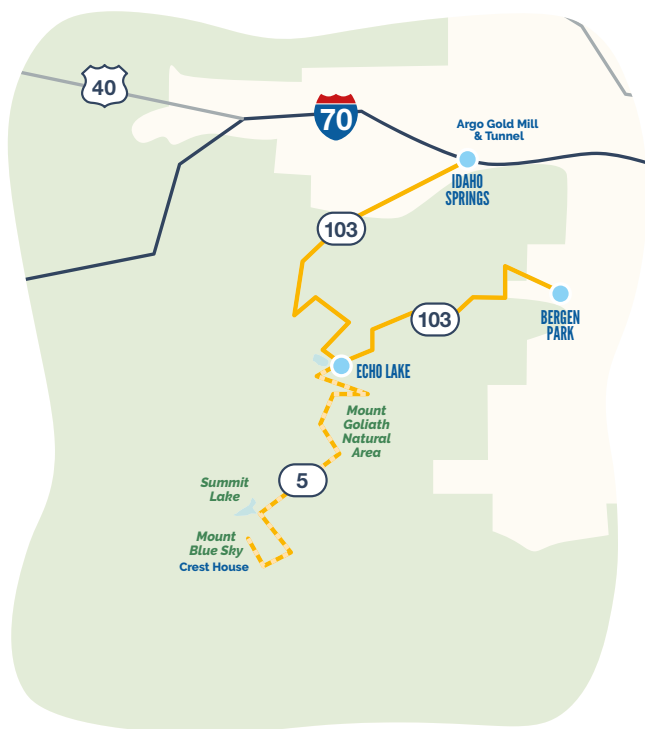 40
70
Argo Gold Mill
& Tunnel
IDAHO
SPRINGS
103
BERGEN
PARK
103
ECHO LAKE
Mount
Goliath
Natural
Area
5
Summit
Lake
Mount
Blue Sky
Crest House